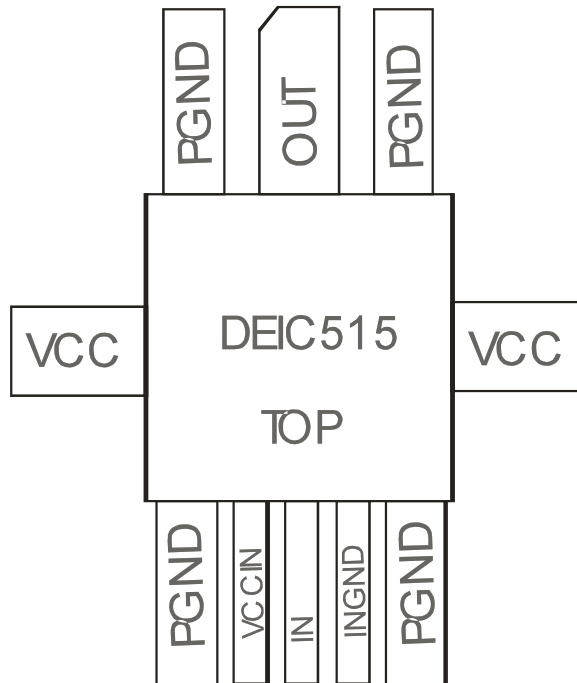 PGND
OUT
PGND
VCC
DEIC515
VCC
TOP
PGND
VCCIN
IN
INGND
PGND